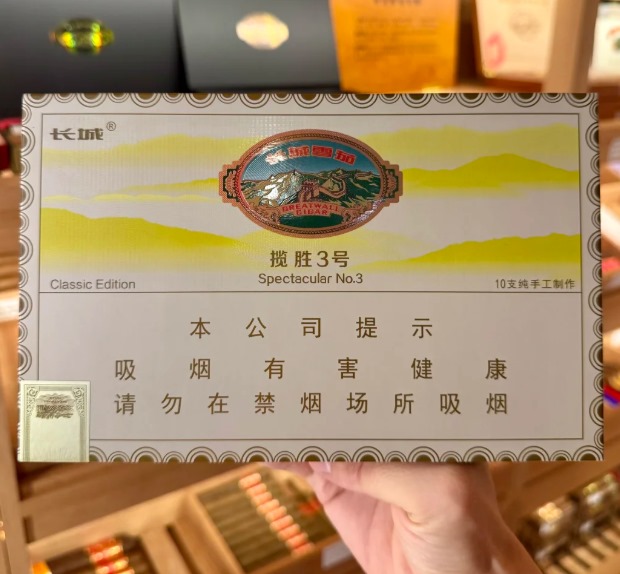 长城®
长城雪茄
GREATWALL
CIGAR
揽胜3号
Spectacular No.3
Classic Edition
10支纯手工制作
本公司提示
吸烟有害健康
请勿在禁烟场所吸烟